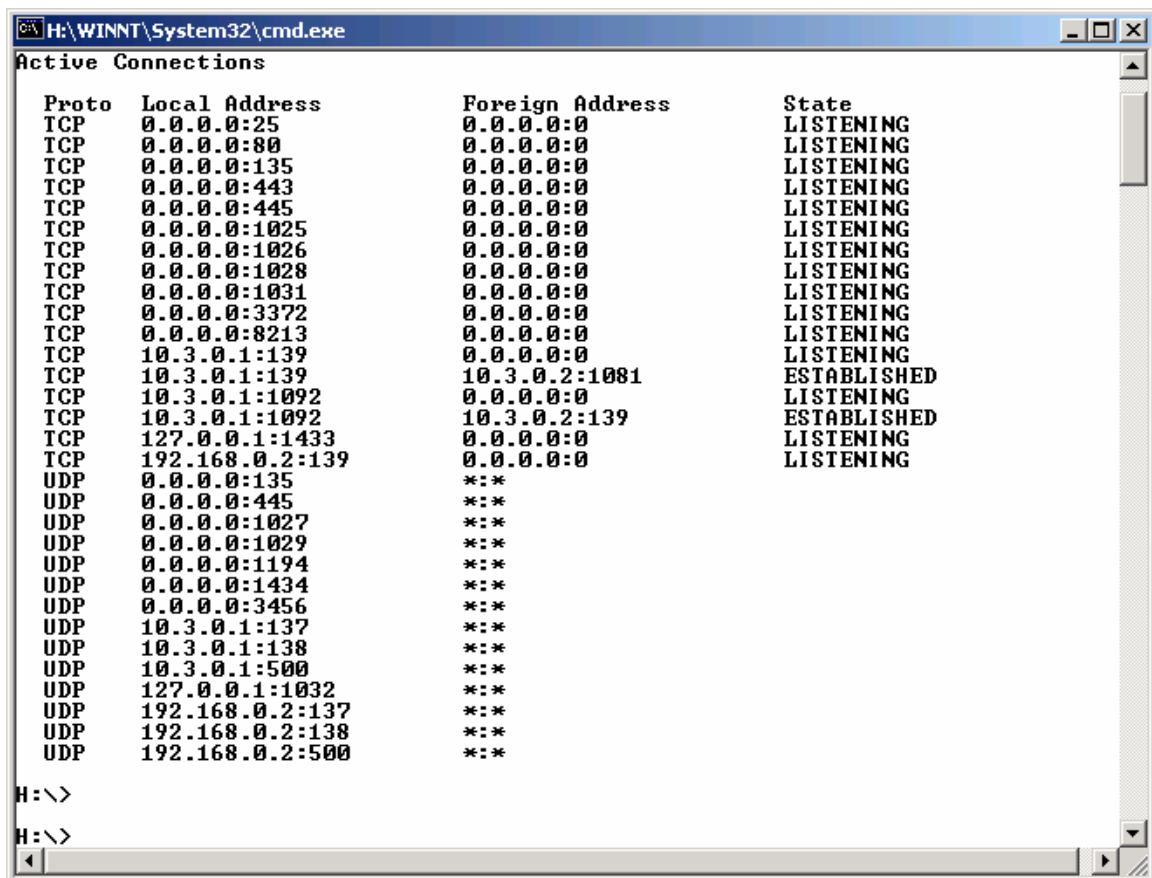 H:\WINNT\System32\cmd.exe
Active Connections
Proto Local Address Foreign Address State
TCP 0.0.0.0:25 0.0.0.0:0 LISTENING
TCP 0.0.0.0:80 0.0.0.0:0 LISTENING
TCP 0.0.0.0:135 0.0.0.0:0 LISTENING
TCP 0.0.0.0:443 0.0.0.0:0 LISTENING
TCP 0.0.0.0:445 0.0.0.0:0 LISTENING
TCP 0.0.0.0:1025 0.0.0.0:0 LISTENING
TCP 0.0.0.0:1026 0.0.0.0:0 LISTENING
TCP 0.0.0.0:1028 0.0.0.0:0 LISTENING
TCP 0.0.0.0:1031 0.0.0.0:0 LISTENING
TCP 0.0.0.0:3372 0.0.0.0:0 LISTENING
TCP 0.0.0.0:8213 0.0.0.0:0 LISTENING
TCP 10.3.0.1:139 0.0.0.0:0 LISTENING
TCP 10.3.0.1:139 10.3.0.2:1081 ESTABLISHED
TCP 10.3.0.1:1092 0.0.0.0:0 LISTENING
TCP 10.3.0.1:1092 10.3.0.2:139 ESTABLISHED
TCP 127.0.0.1:1433 0.0.0.0:0 LISTENING
TCP 192.168.0.2:139 0.0.0.0:0 LISTENING
UDP 0.0.0.0:135 *:*
UDP 0.0.0.0:445 *:*
UDP 0.0.0.0:1027 *:*
UDP 0.0.0.0:1029 *:*
UDP 0.0.0.0:1194 *:*
UDP 0.0.0.0:1434 *:*
UDP 0.0.0.0:3456 *:*
UDP 10.3.0.1:137 *:*
UDP 10.3.0.1:138 *:*
UDP 10.3.0.1:500 *:*
UDP 127.0.0.1:1032 *:*
UDP 192.168.0.2:137 *:*
UDP 192.168.0.2:138 *:*
UDP 192.168.0.2:500 *:*
H:\>
H:\>